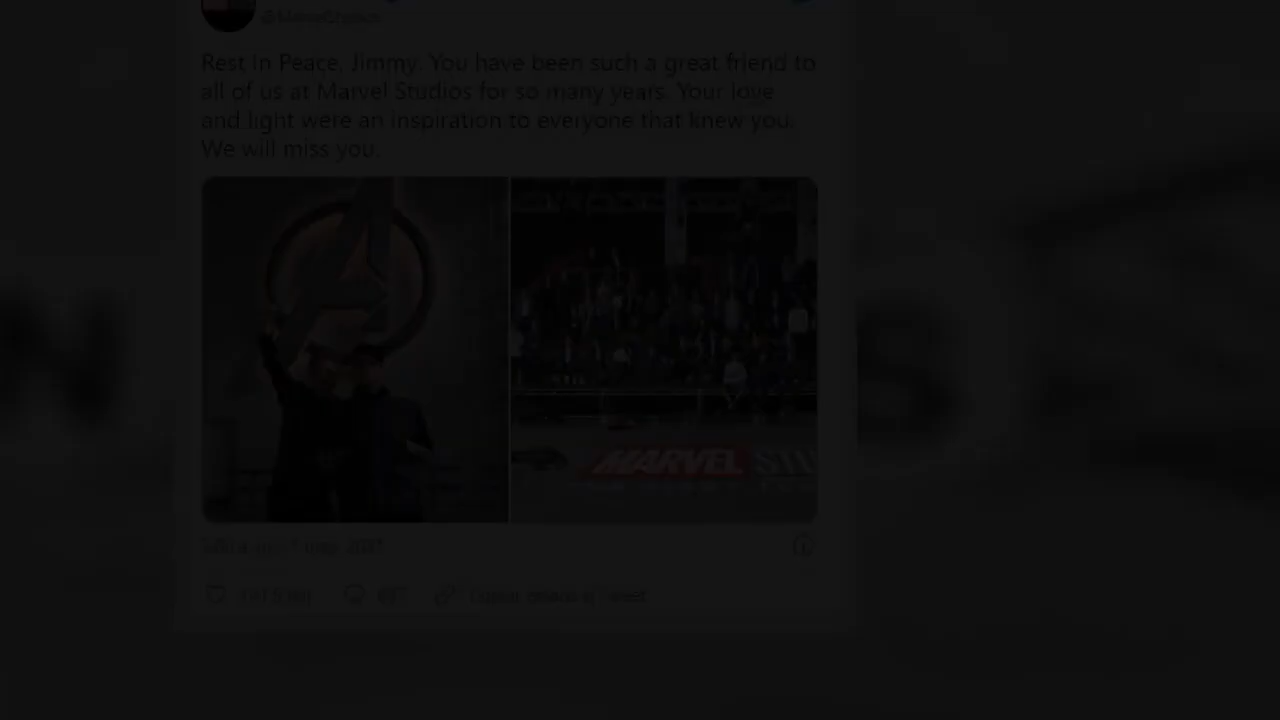 @MarvelStudios
Rest In Peace, Jimmy. You have been such a great friend to
all of us at Marvel Studios for so many years. Your love
and light were an inspiration to everyone that knew you.
We will miss you.
MARVEL STU
N
S